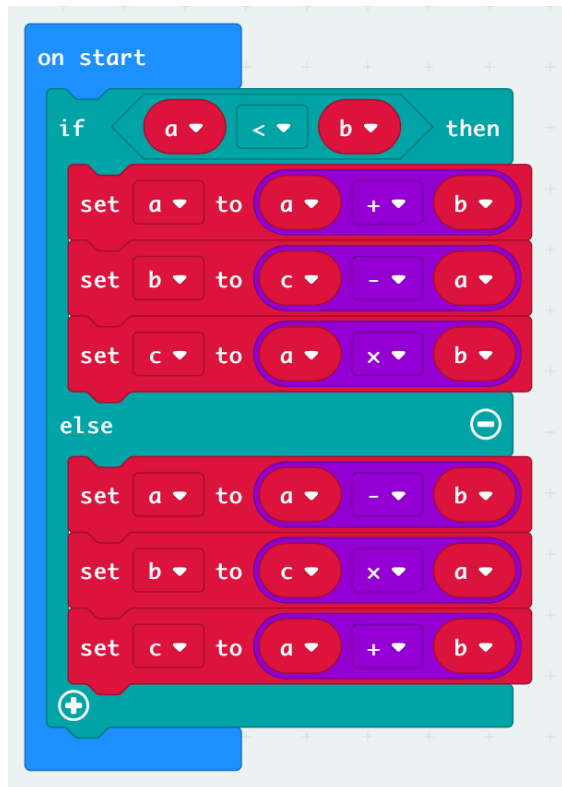 on start
if a < b then
set a to a + b
set b to c - a
set c to a × b
else
set a to a - b
set b to c × a
set c to a + b